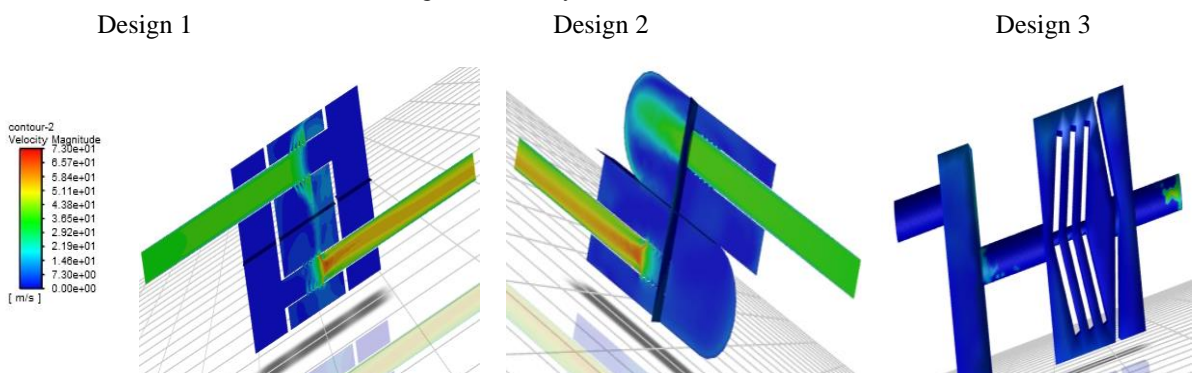 Design 1
Design 2
Design 3
contour-2
Velocity Magnitude
7.30e+01
6.57e+01
5.84e+01
5.11e+01
4.38e+01
3.65e+01
2.92e+01
2.19e+01
1.46e+01
7.30e+00
0.00e+00
[ m/s ]